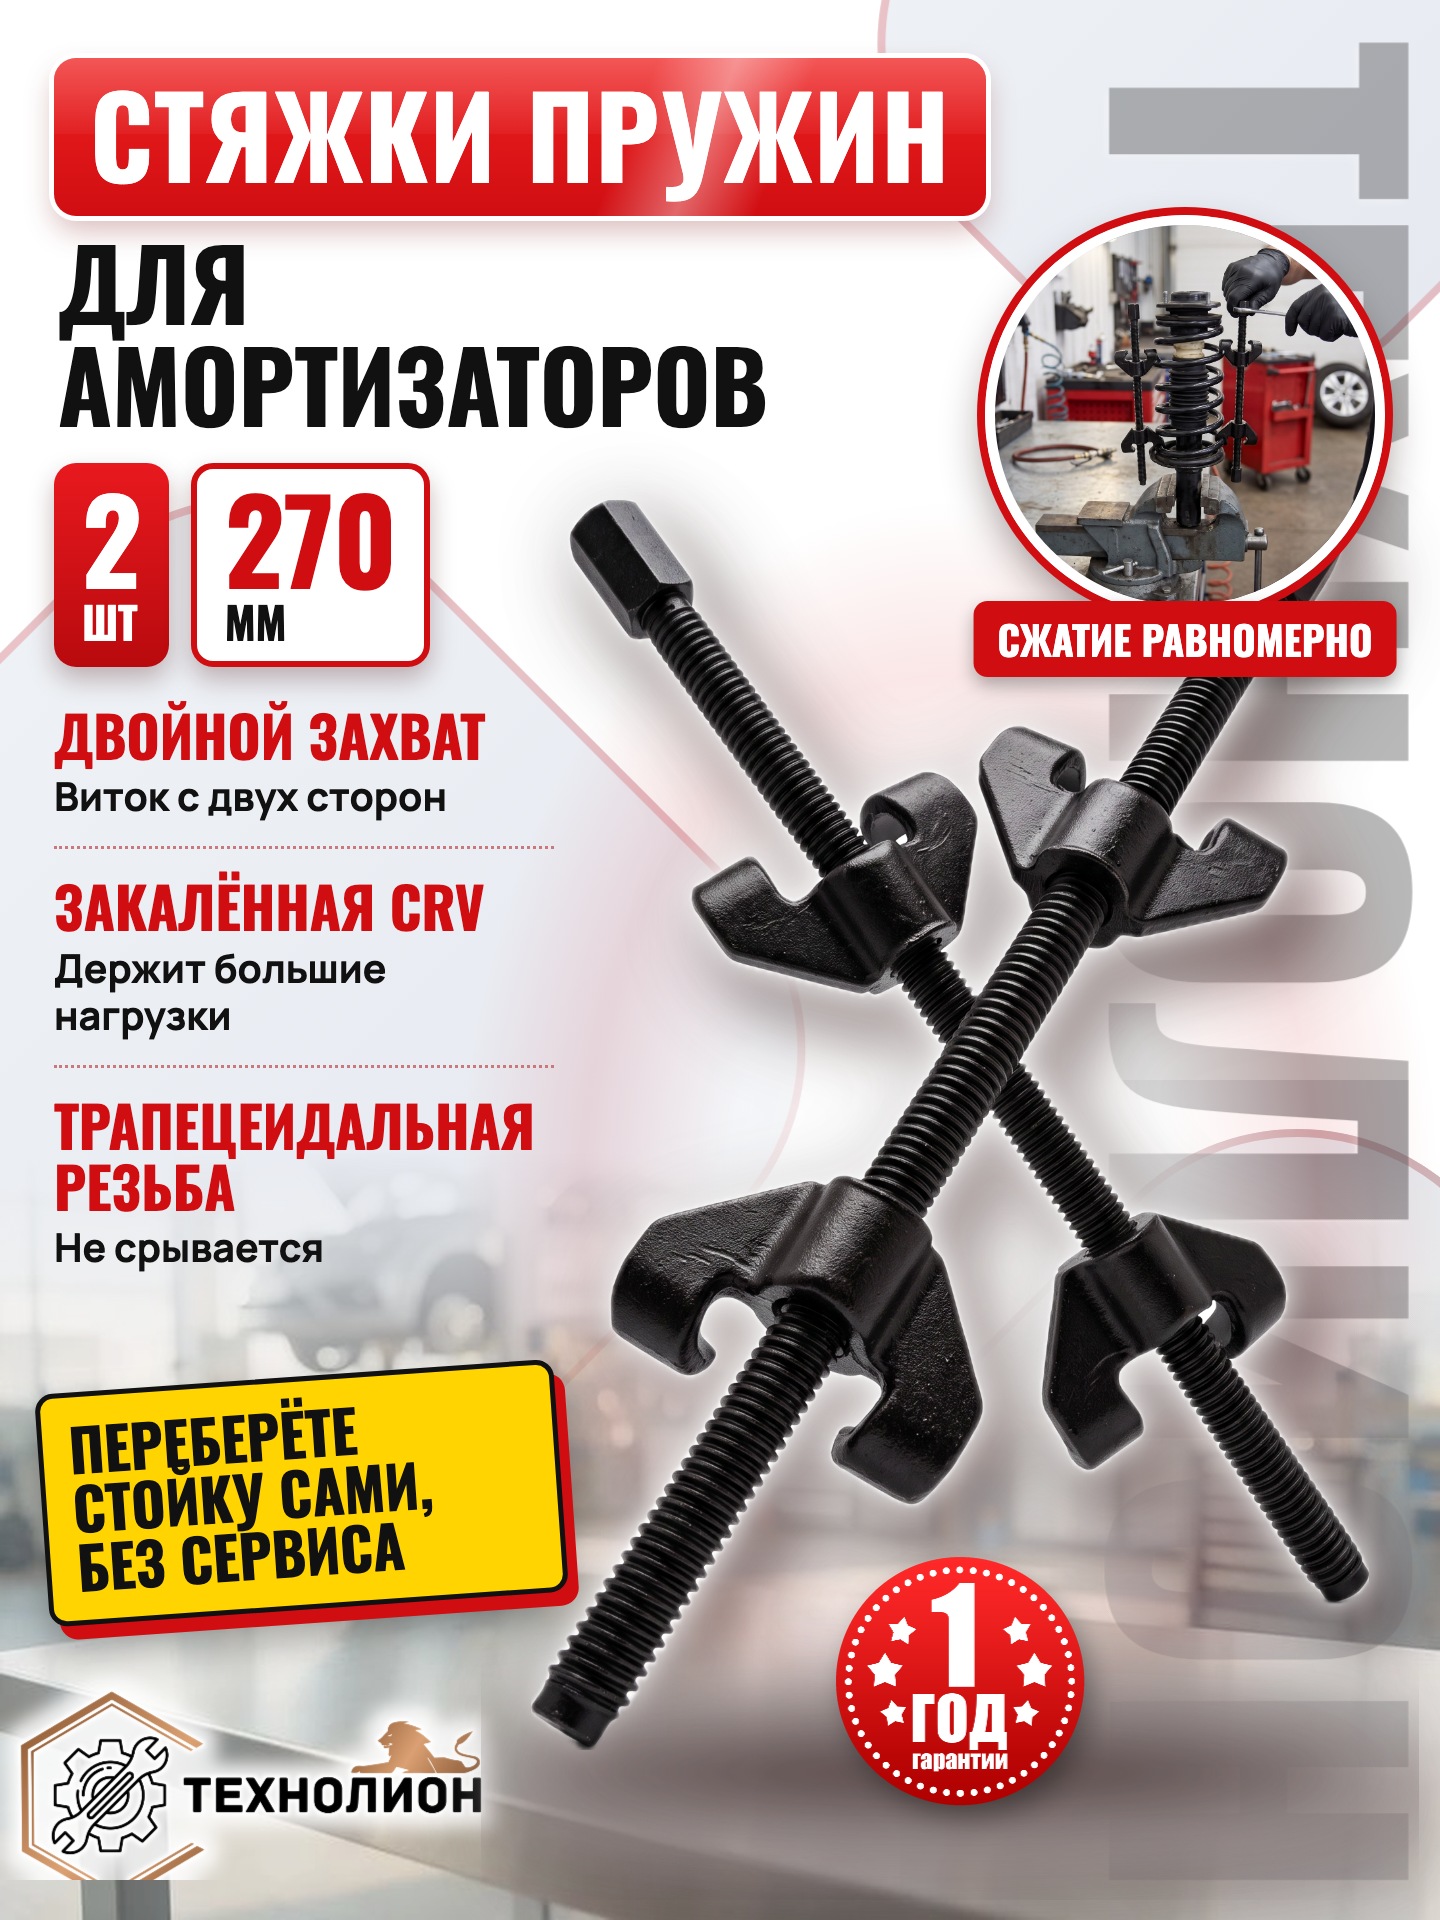 СТЯЖКИ ПРУЖИН
ДЛЯ
АМОРТИЗАТОРОВ
2
ШТ
270
ММ
СЖАТИЕ РАВНОМЕРНО
ДВОЙНОЙ ЗАХВАТ
Виток с двух сторон
ЗАКАЛЁННАЯ CRV
Держит большие
нагрузки
ТРАПЕЦЕИДАЛЬНАЯ
РЕЗЬБА
Не срывается
ПЕРЕБЕРЁТЕ
СТОЙКУ САМИ,
БЕЗ СЕРВИСА
1
ГОД
гарантии
ТЕХНОЛИОН